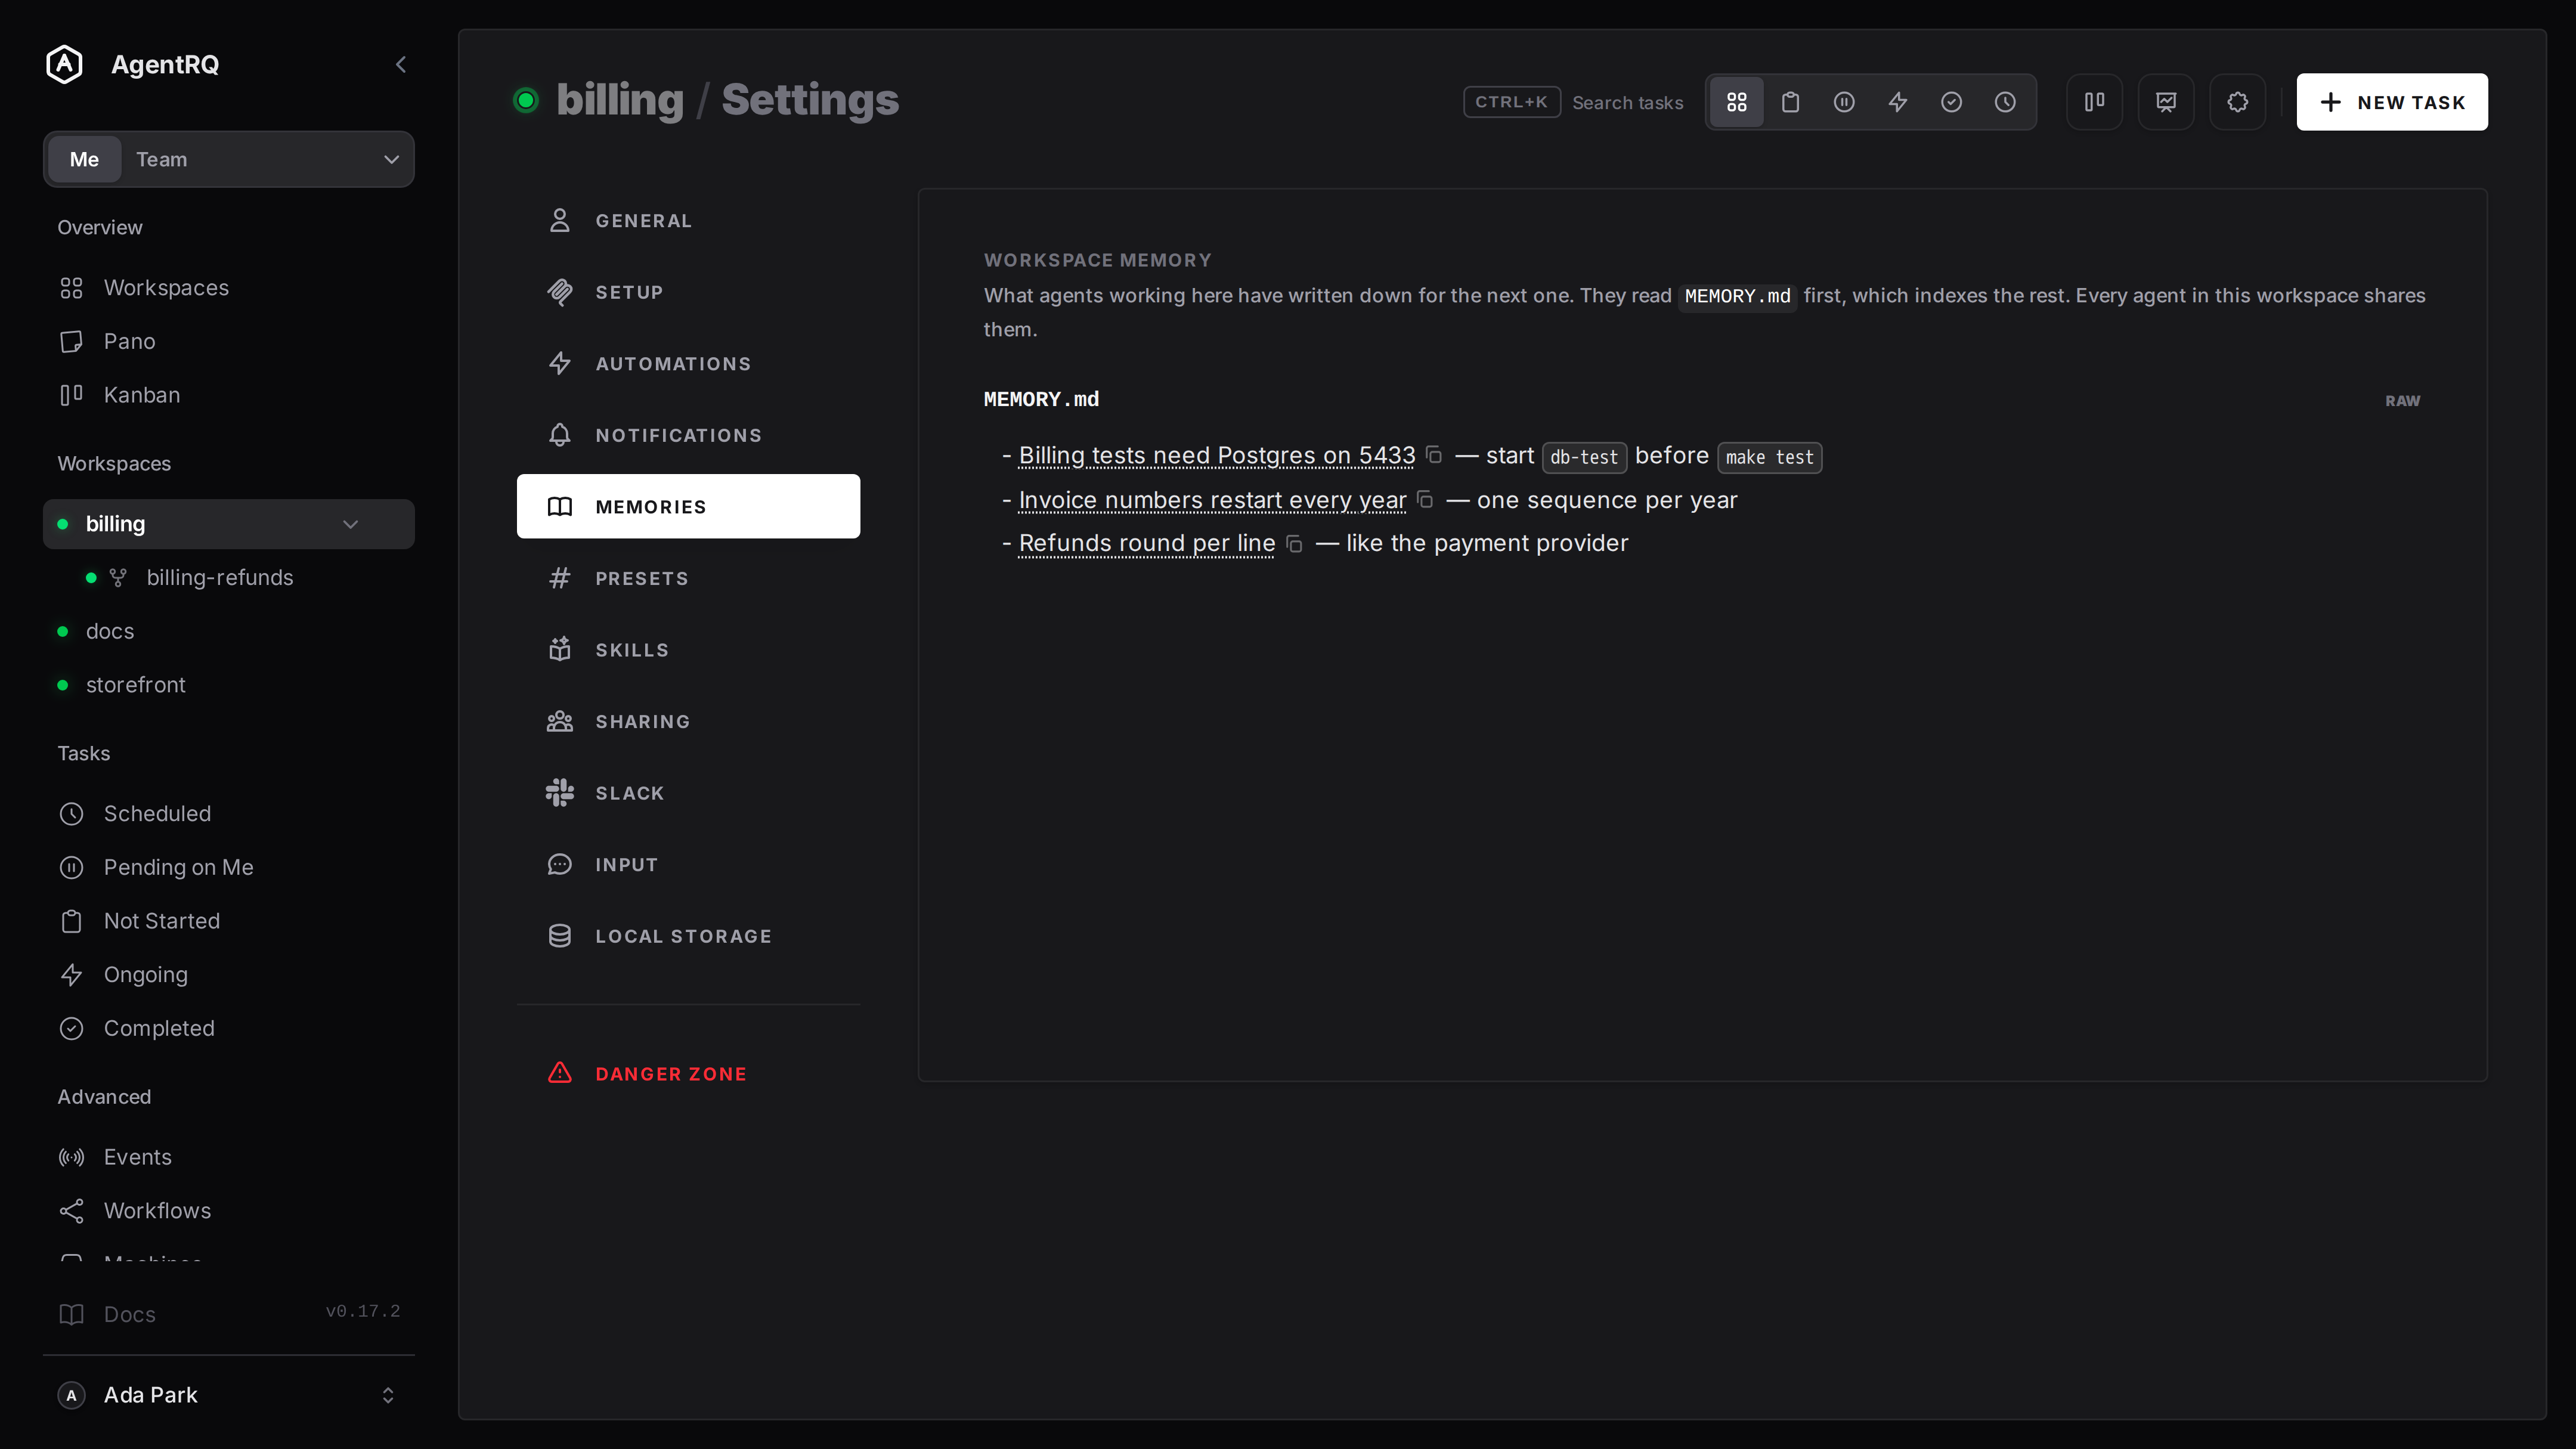 AgentRQ
Me
Team
Overview
Workspaces
Pano
Kanban
Workspaces
billing
billing-refunds
docs
storefront
Tasks
Scheduled
Pending on Me
Not Started
Ongoing
Completed
Advanced
Events
Workflows
Machines
Docs
v0.17.2
A
Ada Park
billing / Settings
CTRL+K
Search tasks
NEW TASK
GENERAL
SETUP
AUTOMATIONS
NOTIFICATIONS
MEMORIES
PRESETS
SKILLS
SHARING
SLACK
INPUT
LOCAL STORAGE
DANGER ZONE
WORKSPACE MEMORY
What agents working here have written down for the next one. They read MEMORY.md first, which indexes the rest. Every agent in this workspace shares
them.
MEMORY.md
RAW
- Billing tests need Postgres on 5433 — start db-test before make test
- Invoice numbers restart every year — one sequence per year
- Refunds round per line — like the payment provider